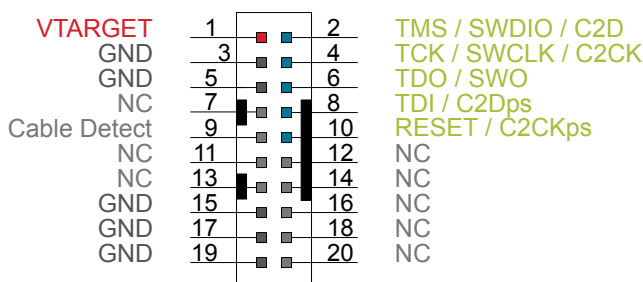 VTARGET 1 2 TMS / SWDIO / C2D
GND 3 4 TCK / SWCLK / C2CK
GND 5 6 TDO / SWO
NC 7 8 TDI / C2Dps
Cable Detect 9 10 RESET / C2CKps
NC 11 12 NC
NC 13 14 NC
GND 15 16 NC
GND 17 18 NC
GND 19 20 NC